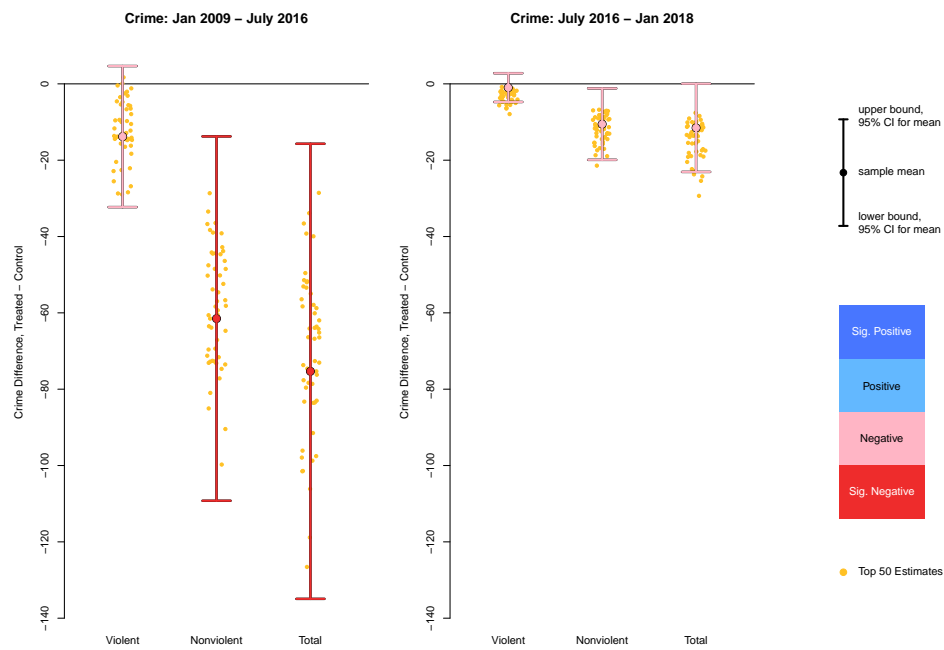 Crime: Jan 2009 – July 2016
Crime Difference, Treated – Control
0
−20
−40
−60
−80
−100
−120
−140
Violent
Nonviolent
Total
Crime: July 2016 – Jan 2018
Crime Difference, Treated – Control
0
−20
−40
−60
−80
−100
−120
−140
Violent
Nonviolent
Total
upper bound,
95% CI for mean
sample mean
lower bound,
95% CI for mean
Sig. Positive
Positive
Negative
Sig. Negative
Top 50 Estimates